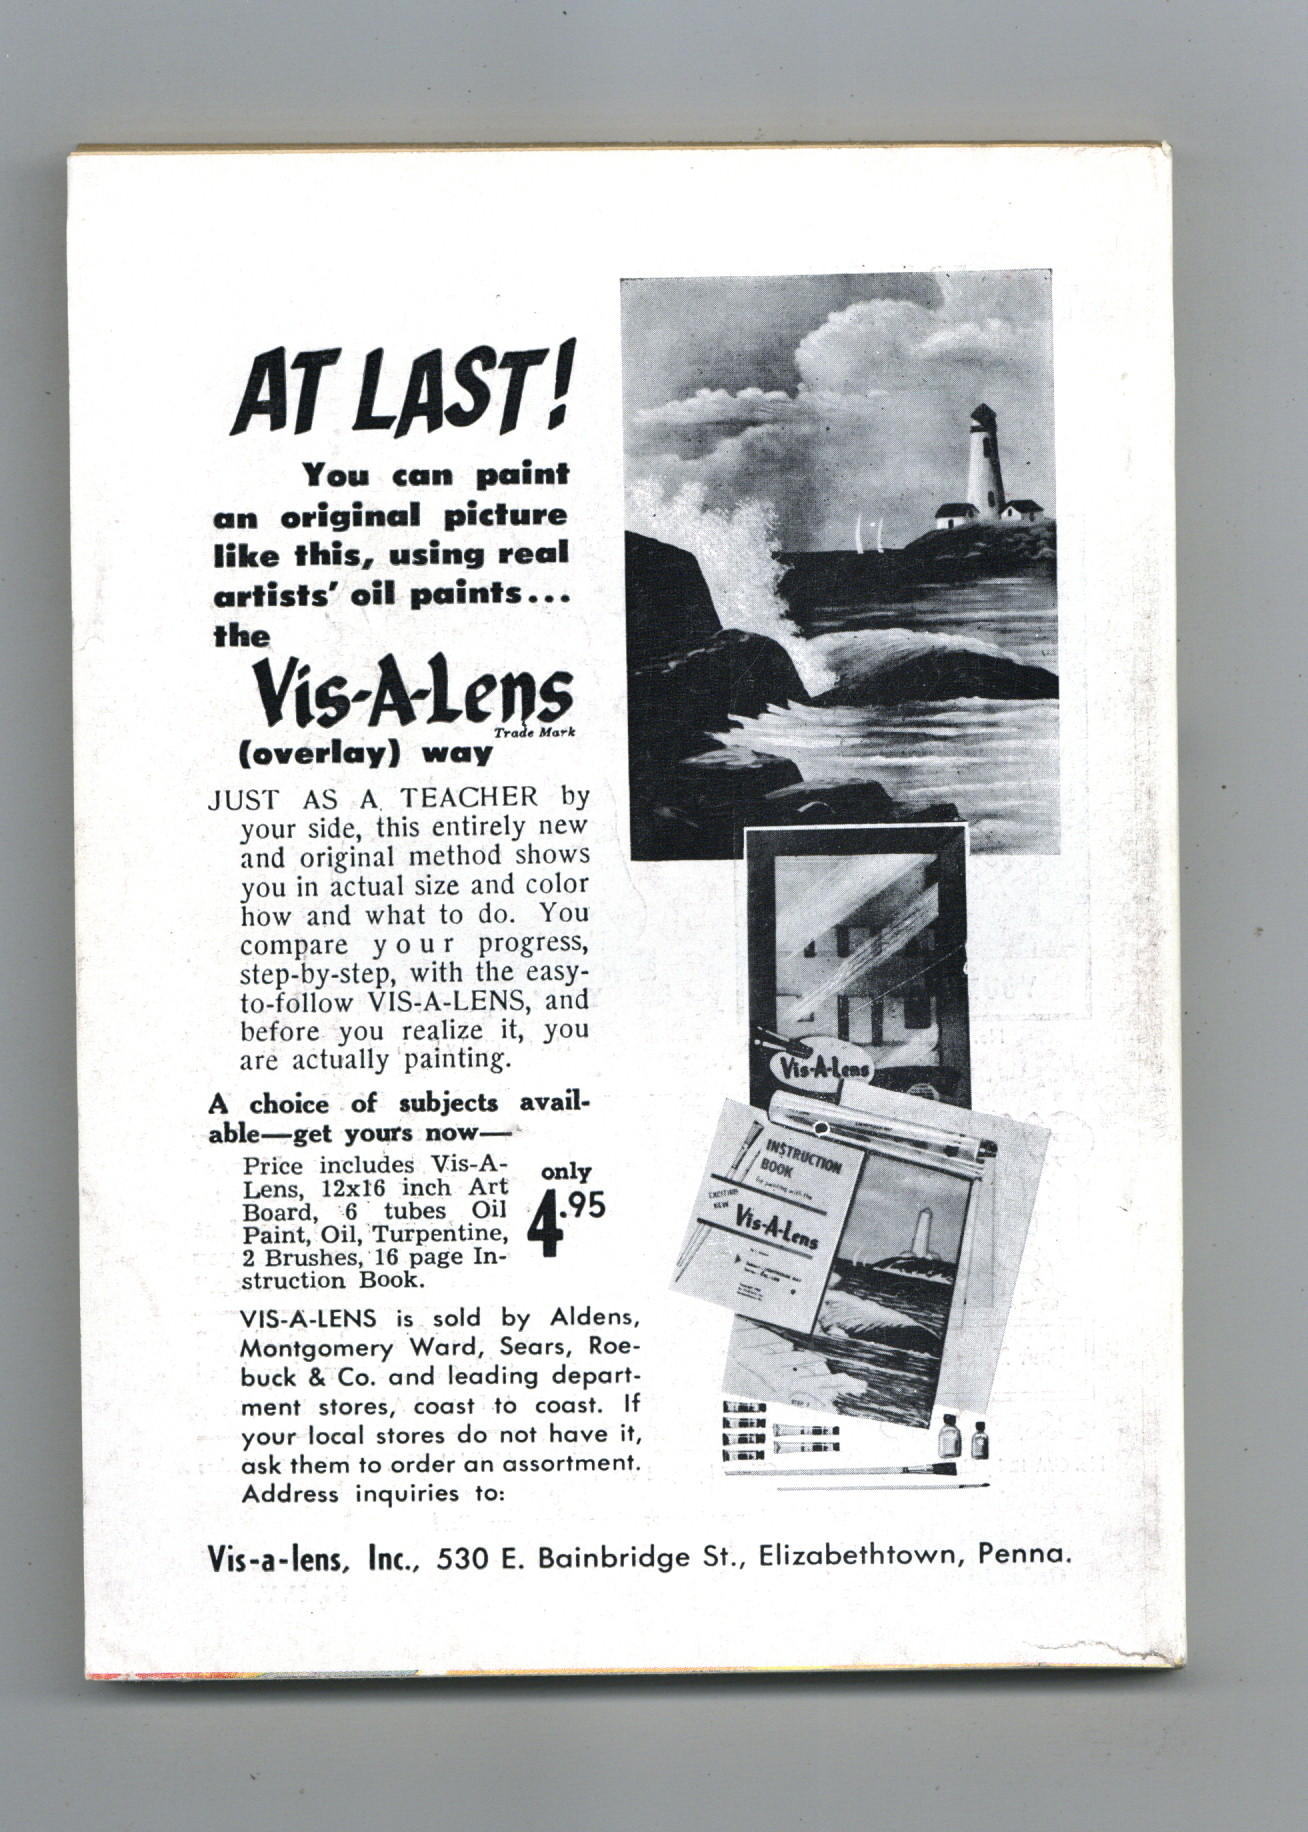 AT LAST!
You can paint
an original picture
like this, using real
artists' oil paints...
the
Vis-A-Lens
Trade Mark
(overlay) way
JUST AS A TEACHER by
your side, this entirely new
and original method shows
you in actual size and color
how and what to do. You
compare your progress,
step-by-step, with the easy-
to-follow VIS-A-LENS, and
before you realize it, you
are actually painting.
A choice of subjects avail-
able—get yours now—
Price includes Vis-A-
Lens, 12x16 inch Art
Board, 6 tubes Oil
Paint, Oil, Turpentine,
2 Brushes, 16 page In-
struction Book.
only
4.95
VIS-A-LENS is sold by Aldens,
Montgomery Ward, Sears, Roe-
buck & Co. and leading depart-
ment stores, coast to coast. If
your local stores do not have it,
ask them to order an assortment.
Address inquiries to:
Vis-a-lens, Inc., 530 E. Bainbridge St., Elizabethtown, Penna.
Vis-A-Lens
INSTRUCTION
BOOK
for painting with the
EXCITING
NEW
Vis-A-Lens